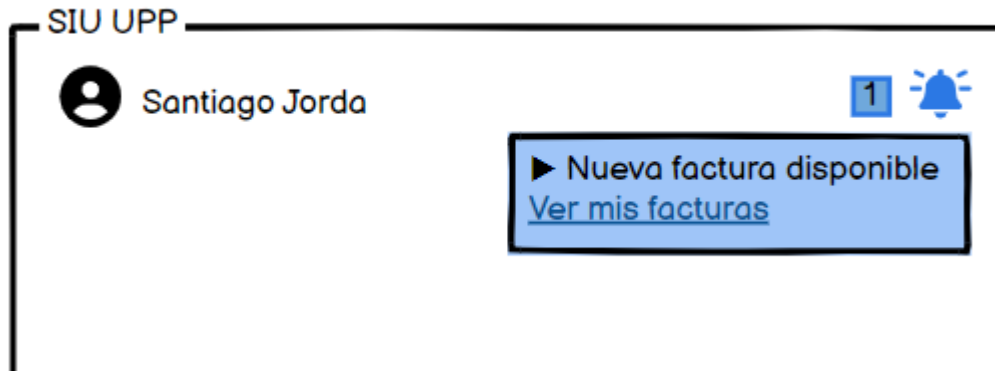 SIU UPP
Santiago Jorda
1
▶ Nueva factura disponible
Ver mis facturas